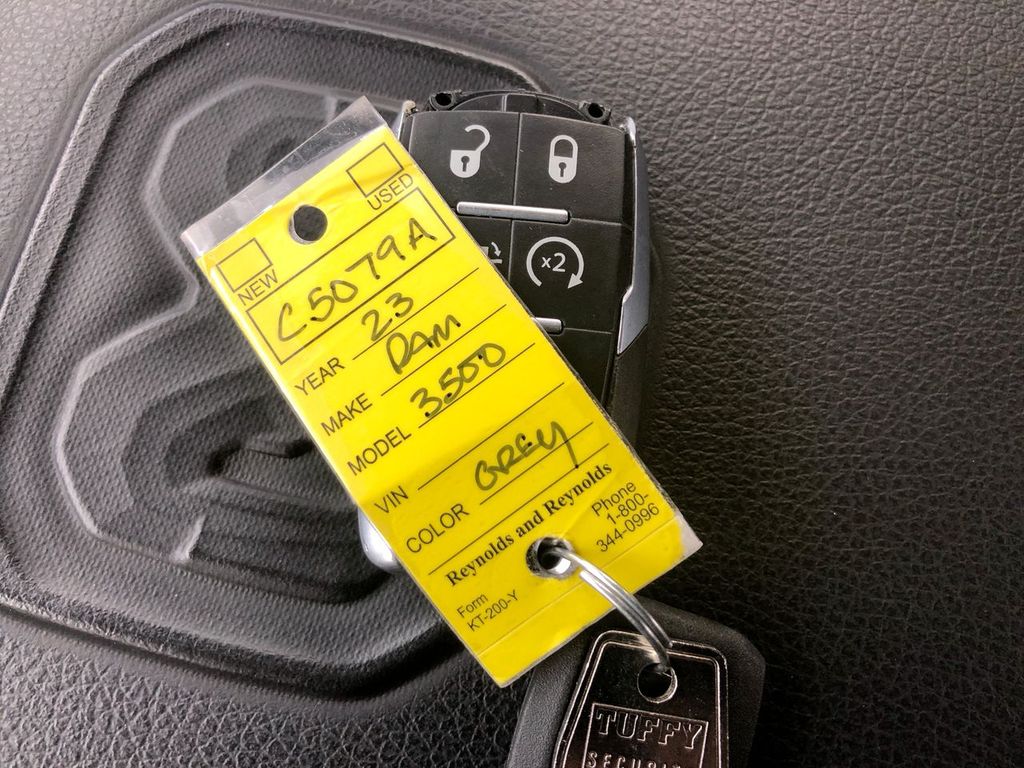 USED
NEW
C5079A
YEAR 23
MAKE RAM
MODEL 3500
VIN
COLOR GREY
Reynolds and Reynolds
Form
KT-200-Y
Phone
1-800-
344-0996
x2
TUFFY